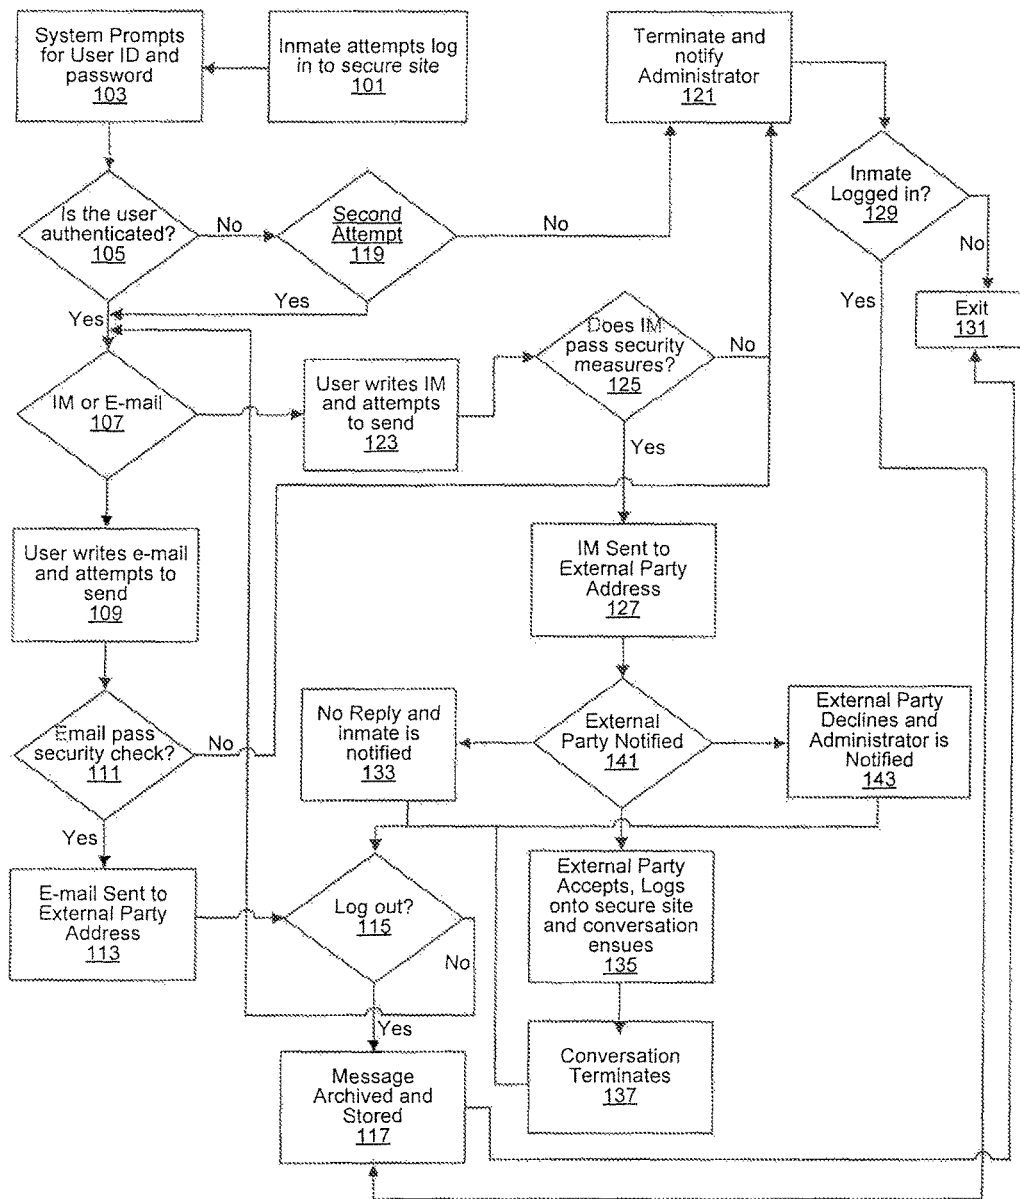 System Prompts
for User ID and
password
103
Inmate attempts log
in to secure site
101
Terminate and
notify
Administrator
121
Inmate
Logged in?
129
No
Yes
Exit
131
Is the user
authenticated?
105
No
Second
Attempt
119
No
Yes
Yes
Does IM
pass security
measures?
125
No
Yes
IM or E-mail
107
User writes IM
and attempts
to send
123
User writes e-mail
and attempts to
send
109
IM Sent to
External Party
Address
127
Email pass
security check?
111
No
Yes
No Reply and
inmate is
notified
133
External
Party Notified
141
External Party
Declines and
Administrator is
Notified
143
E-mail Sent to
External Party
Address
113
Log out?
115
No
Yes
External Party
Accepts, Logs
onto secure site
and conversation
ensues
135
Message
Archived and
Stored
117
Conversation
Terminates
137